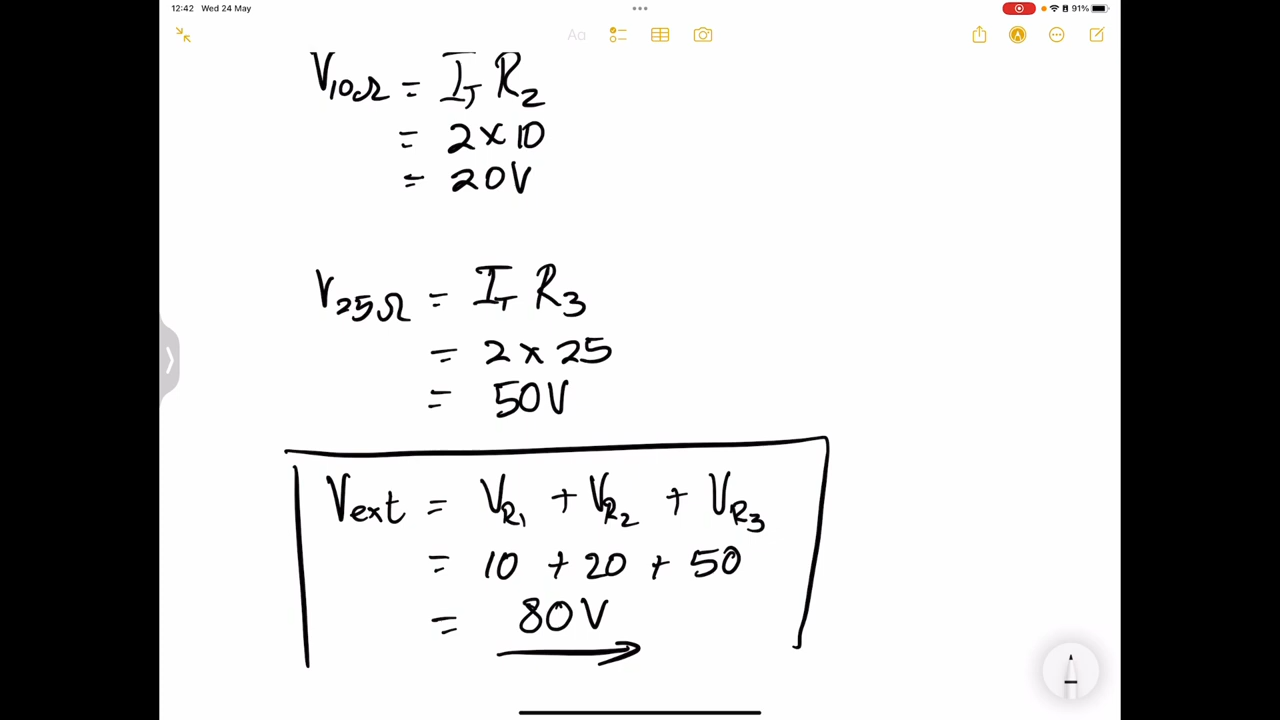 12:42 Wed 24 May
91%
Aa
V10Ω = IT R2
= 2 × 10
= 20V
V25Ω = IT R3
= 2 × 25
= 50V
Vext = VR1 + VR2 + VR3
= 10 + 20 + 50
= 80V